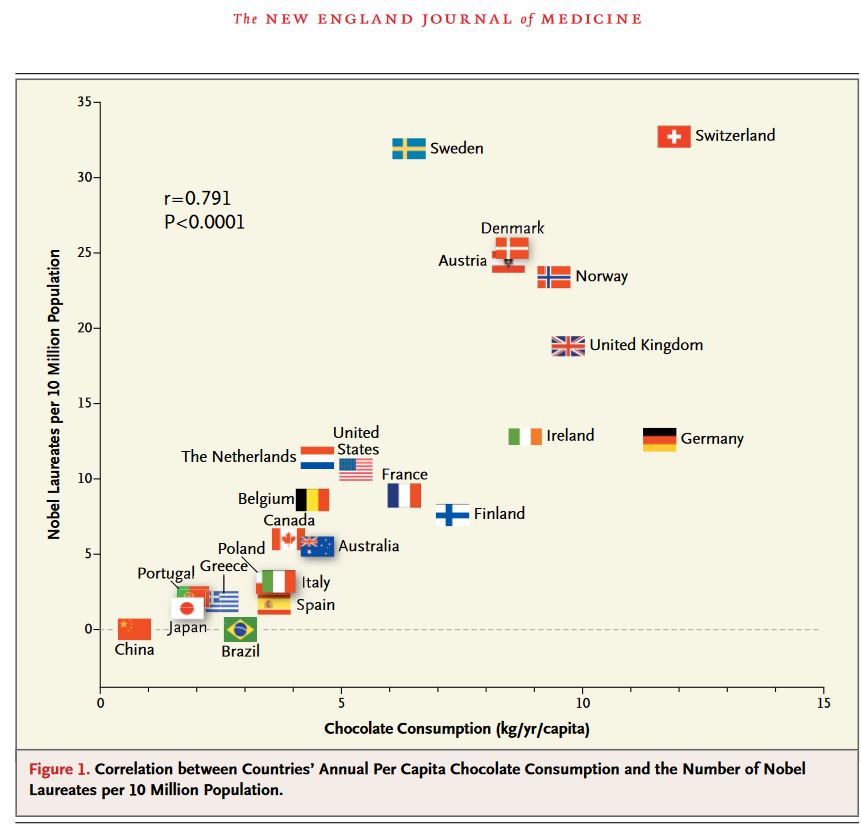 The NEW ENGLAND JOURNAL of MEDICINE
35
Switzerland
Sweden
30
r=0.791
P<0.0001
Denmark
25
Austria
Norway
20
United Kingdom
15
Ireland
Germany
United
States
The Netherlands
10
France
Belgium
Finland
Canada
5
Australia
Poland
Greece
Portugal
Italy
Spain
Japan
0
China
Brazil
Nobel Laureates per 10 Million Population
0
5
10
15
Chocolate Consumption (kg/yr/capita)
Figure 1. Correlation between Countries’ Annual Per Capita Chocolate Consumption and the Number of Nobel
Laureates per 10 Million Population.